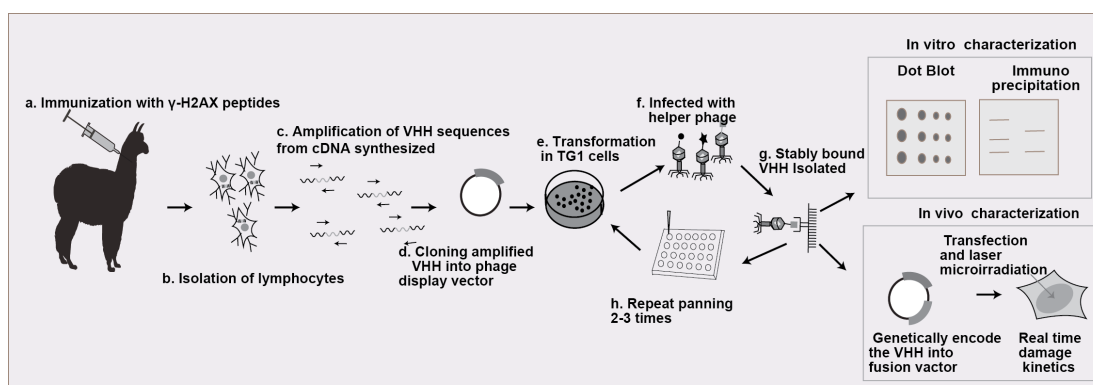 a. Immunization with γ-H2AX peptides
b. Isolation of lymphocytes
c. Amplification of VHH sequences
from cDNA synthesized
d. Cloning amplified
VHH into phage
display vector
e. Transformation
in TG1 cells
f. Infected with
helper phage
g. Stably bound
VHH Isolated
h. Repeat panning
2-3 times
In vitro characterization
Dot Blot
Immuno
precipitation
In vivo characterization
Transfection
and laser
microirradiation
Genetically encode
the VHH into
fusion vactor
Real time
damage
kinetics